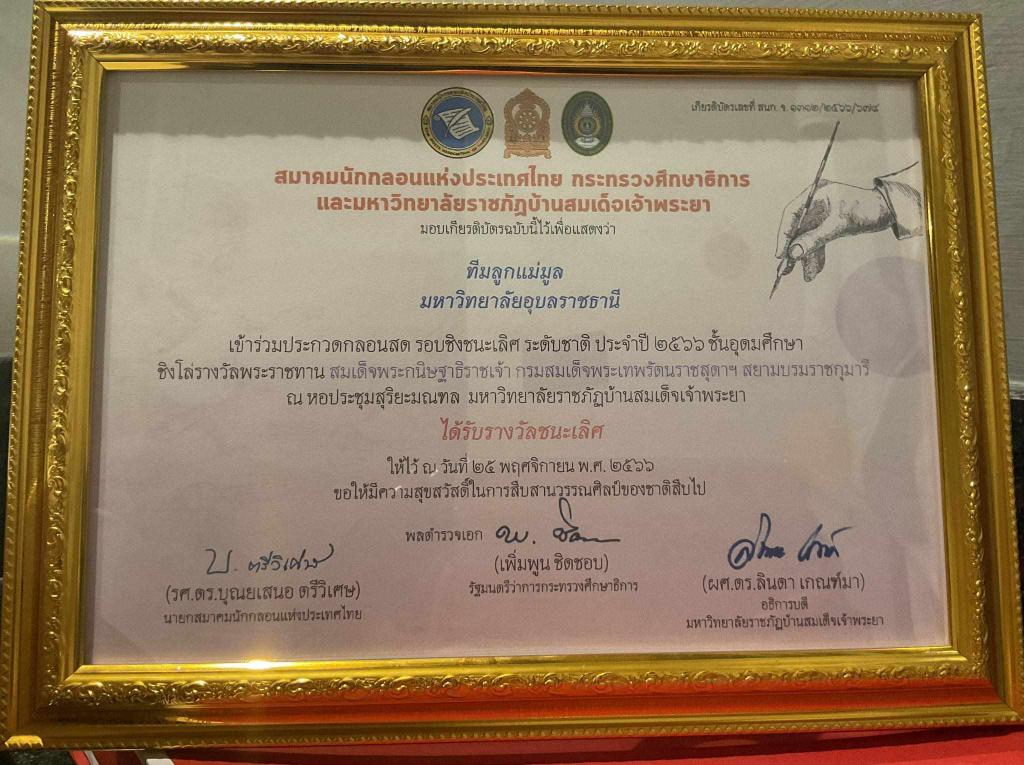 เกียรติบัตรเลขที่ สนท. จ. ๑๓๑๒/๒๕๖๖/๖๗๔
สมาคมนักกลอนแห่งประเทศไทย กระทรวงศึกษาธิการ
และมหาวิทยาลัยราชภัฏบ้านสมเด็จเจ้าพระยา
มอบเกียรติบัตรฉบับนี้ไว้เพื่อแสดงว่า
ทีมลูกแม่มูล
มหาวิทยาลัยอุบลราชธานี
เข้าร่วมประกวดกลอนสด รอบชิงชนะเลิศ ระดับชาติ ประจำปี ๒๕๖๖ ชั้นอุดมศึกษา
ชิงโล่รางวัลพระราชทาน สมเด็จพระกนิษฐาธิราชเจ้า กรมสมเด็จพระเทพรัตนราชสุดาฯ สยามบรมราชกุมารี
ณ หอประชุมสุริยะมณฑล มหาวิทยาลัยราชภัฏบ้านสมเด็จเจ้าพระยา
ได้รับรางวัลชนะเลิศ
ให้ไว้ ณ วันที่ ๒๕ พฤศจิกายน พ.ศ. ๒๕๖๖
ขอให้มีความสุขสวัสดิ์ในการสืบสานวรรณศิลป์ของชาติสืบไป
บ. ตรีวิเศษ
(รศ.ดร.บุณยเสนอ ตรีวิเศษ)
นายกสมาคมนักกลอนแห่งประเทศไทย
พลตำรวจเอก
(เพิ่มพูน ชิดชอบ)
รัฐมนตรีว่าการกระทรวงศึกษาธิการ
(ผศ.ดร.ลินดา เกณฑ์มา)
อธิการบดี
มหาวิทยาลัยราชภัฏบ้านสมเด็จเจ้าพระยา